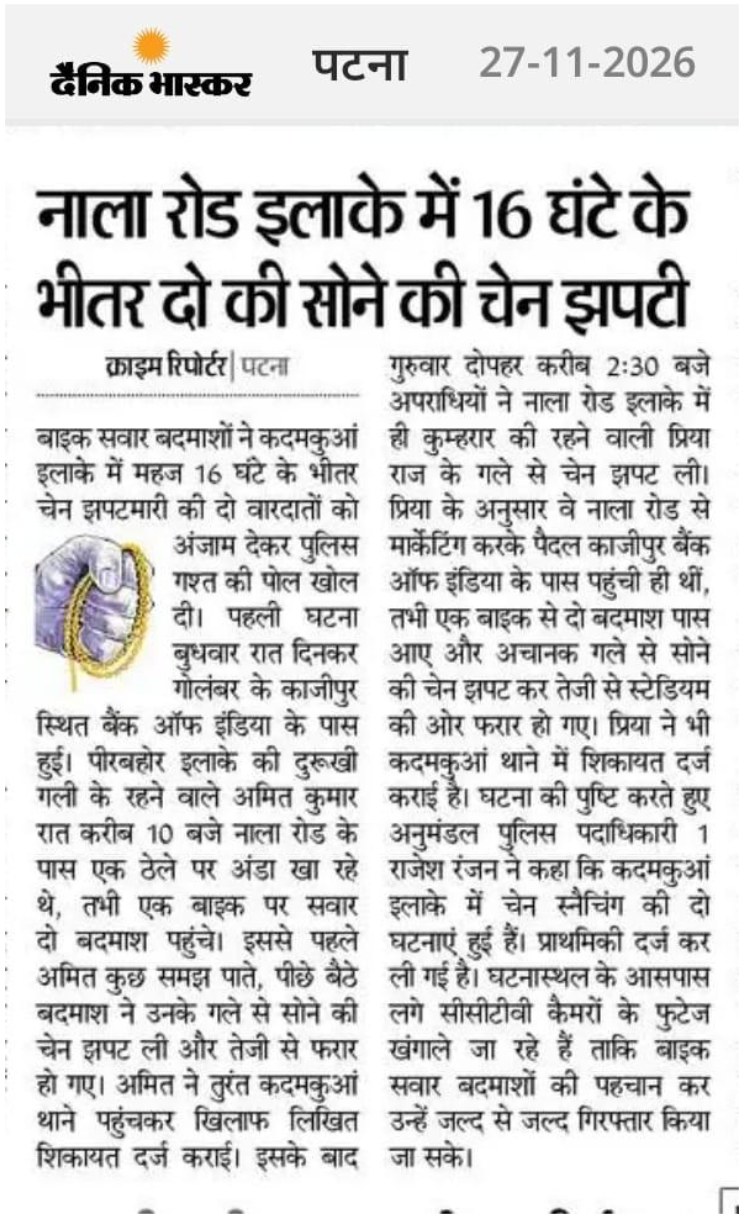 दैनिक भास्कर
पटना
27-11-2026
नाला रोड इलाके में 16 घंटे के
भीतर दो की सोने की चेन झपटी
क्राइम रिपोर्टर|पटना
बाइक सवार बदमाशों ने कदमकुआं
इलाके में महज 16 घंटे के भीतर
चेन झपटमारी की दो वारदातों को
अंजाम देकर पुलिस
गश्त की पोल खोल
दी। पहली घटना
बुधवार रात दिनकर
गोलंबर के काजीपुर
स्थित बैंक ऑफ इंडिया के पास
हुई। पीरबहोर इलाके की दुरूखी
गली के रहने वाले अमित कुमार
रात करीब 10 बजे नाला रोड के
पास एक ठेले पर अंडा खा रहे
थे, तभी एक बाइक पर सवार
दो बदमाश पहुंचे। इससे पहले
अमित कुछ समझ पाते, पीछे बैठे
बदमाश ने उनके गले से सोने की
चेन झपट ली और तेजी से फरार
हो गए। अमित ने तुरंत कदमकुआं
थाने पहुंचकर खिलाफ लिखित
शिकायत दर्ज कराई। इसके बाद
गुरुवार दोपहर करीब 2:30 बजे
अपराधियों ने नाला रोड इलाके में
ही कुम्हरार की रहने वाली प्रिया
राज के गले से चेन झपट ली।
प्रिया के अनुसार वे नाला रोड से
मार्केटिंग करके पैदल काजीपुर बैंक
ऑफ इंडिया के पास पहुंची ही थीं,
तभी एक बाइक से दो बदमाश पास
आए और अचानक गले से सोने
की चेन झपट कर तेजी से स्टेडियम
की ओर फरार हो गए। प्रिया ने भी
कदमकुआं थाने में शिकायत दर्ज
कराई है। घटना की पुष्टि करते हुए
अनुमंडल पुलिस पदाधिकारी 1
राजेश रंजन ने कहा कि कदमकुआं
इलाके में चेन स्नैचिंग की दो
घटनाएं हुई हैं। प्राथमिकी दर्ज कर
ली गई है। घटनास्थल के आसपास
लगे सीसीटीवी कैमरों के फुटेज
खंगाले जा रहे हैं ताकि बाइक
सवार बदमाशों की पहचान कर
उन्हें जल्द से जल्द गिरफ्तार किया
जा सके।